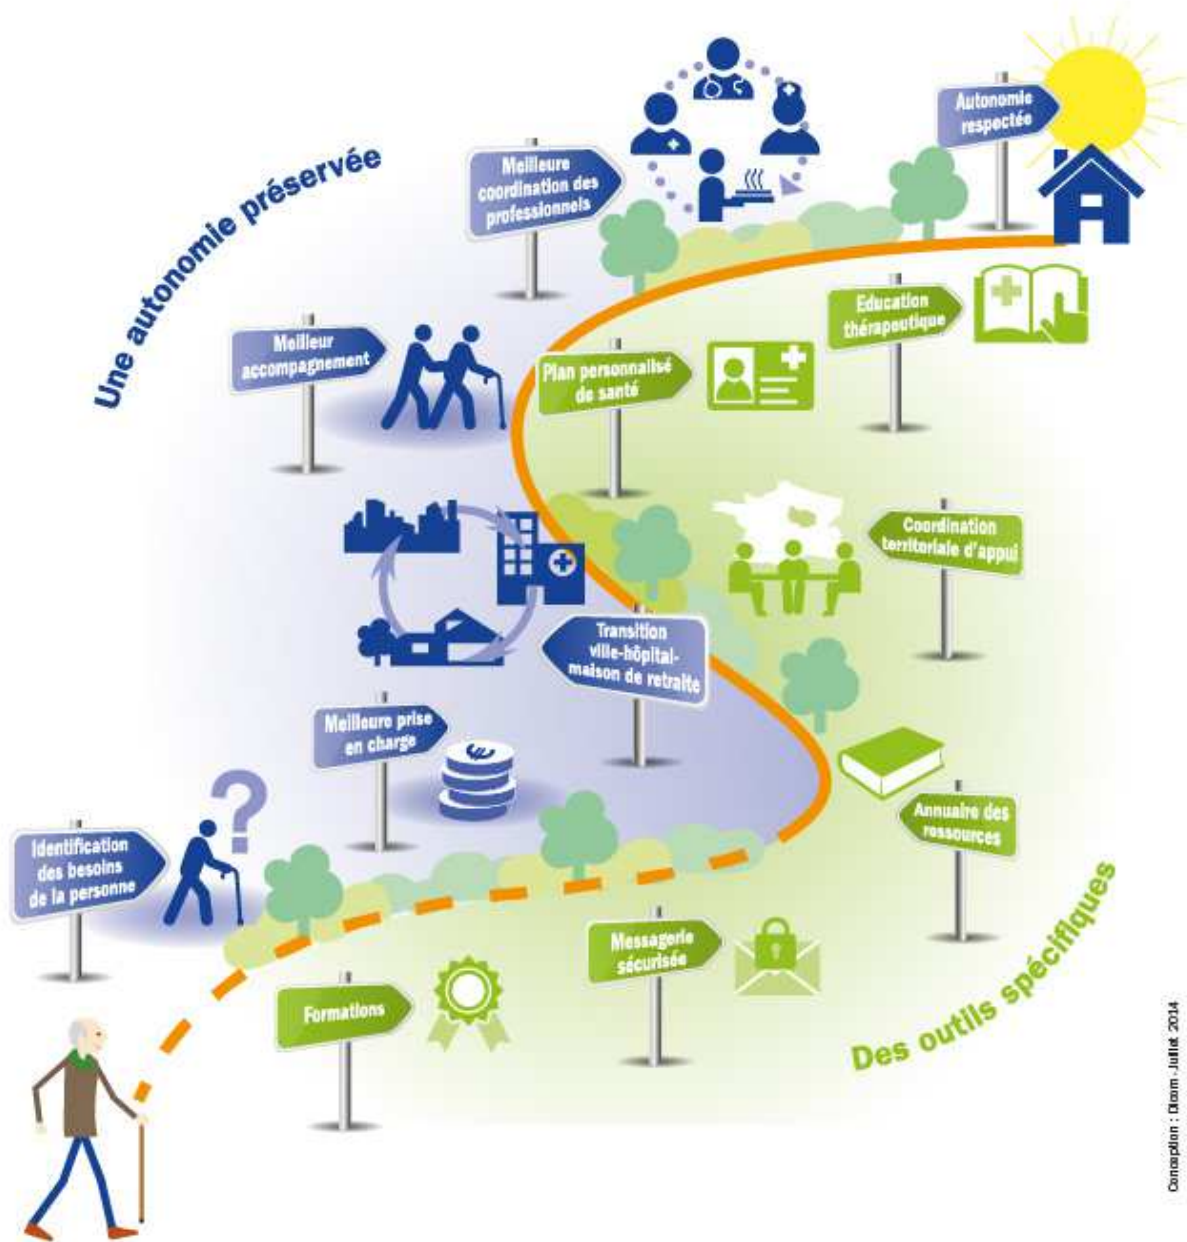 Autonomie
respectée
Meilleure
coordination des
professionnels
Une autonomie préservée
Education
thérapeutique
Meilleur
accompagnement
Plan personnalisé
de santé
Coordination
territoriale d'appui
Transition
ville-hôpital-
maison de retraite
Meilleure prise
en charge
Annuaire des
ressources
Identification
des besoins
de la personne
Messagerie
sécurisée
Formations
Des outils spécifiques
Conception : Dicom - Juillet 2014